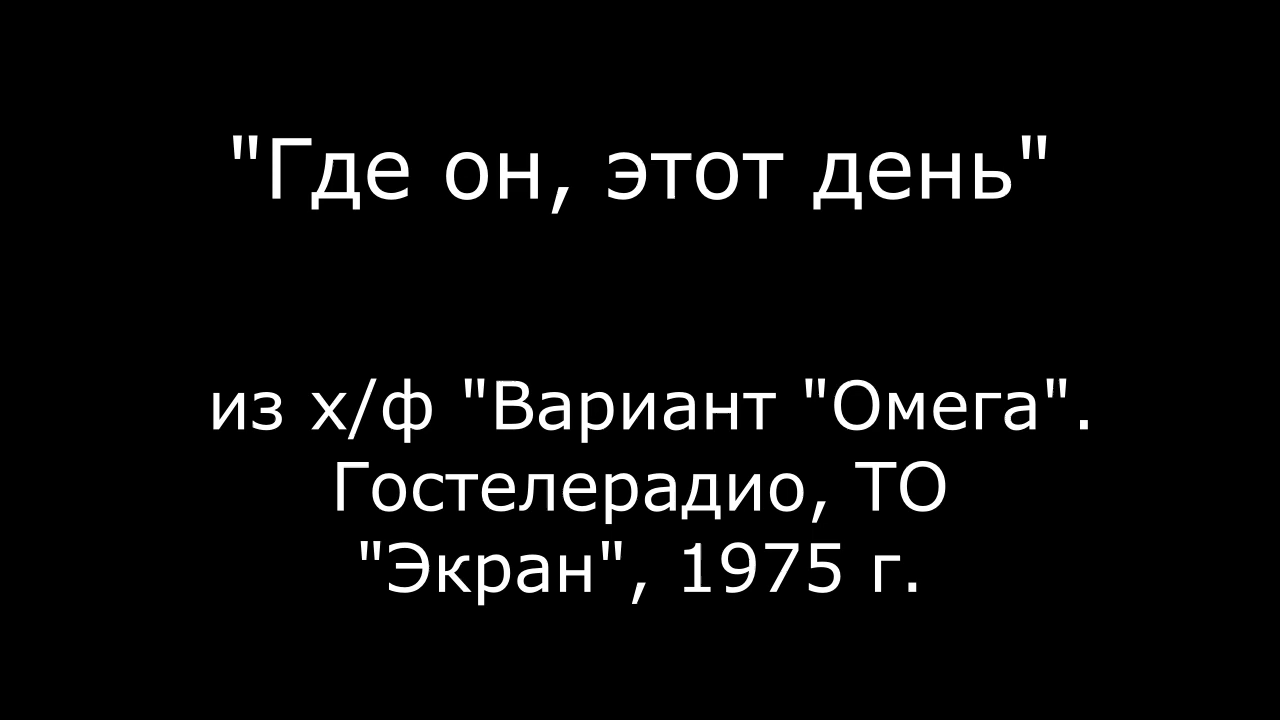 "Где он, этот день"
из х/ф "Вариант "Омега".
Гостелерадио, ТО
"Экран", 1975 г.